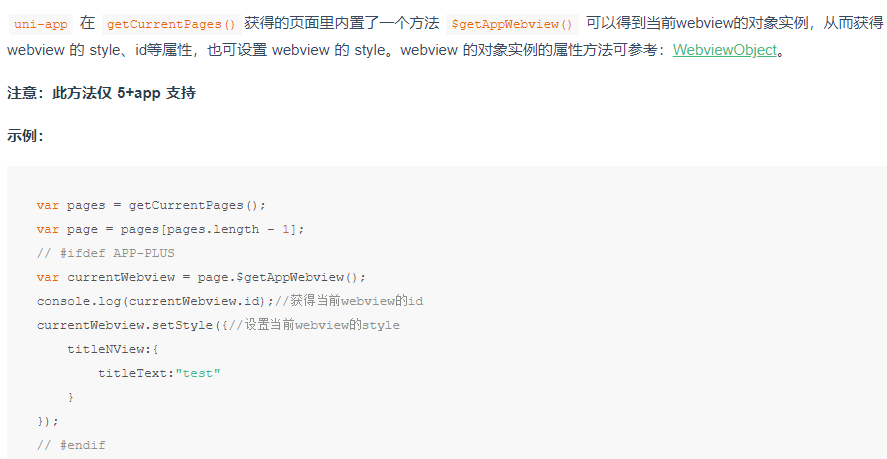 uni-app 在 getCurrentPages() 获得的页面里内置了一个方法 $getAppWebview() 可以得到当前webview的对象实例，从而获得
webview 的 style、id等属性，也可设置 webview 的 style。webview 的对象实例的属性方法可参考：WebviewObject。
注意：此方法仅 5+app 支持
示例：
var pages = getCurrentPages();
var page = pages[pages.length - 1];
// #ifdef APP-PLUS
var currentWebview = page.$getAppWebview();
console.log(currentWebview.id);//获得当前webview的id
currentWebview.setStyle({//设置当前webview的style
    titleNView:{
        titleText:"test"
    }
});
// #endif